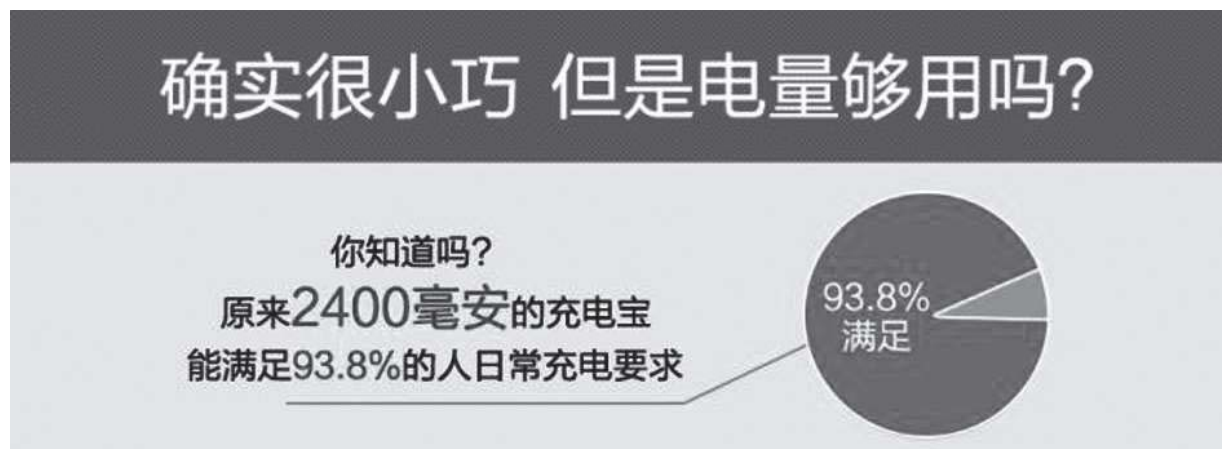 确实很小巧 但是电量够用吗?
你知道吗?
原来2400毫安的充电宝
能满足93.8%的人日常充电要求
93.8%
满足